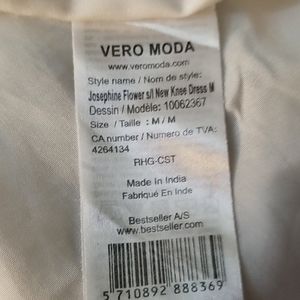 VERO MODA
www.veromoda.com
Style name / Nom de style:
Josephine Flower s/l New Knee Dress M
Dessin / Modèle: 10062367
Size / Taille : M / M
CA number / Numero de TVA:
4264134
RHG-CST
Made In India
Fabriqué En Inde
Bestseller A/S
www.bestseller.com
5 710892 888369